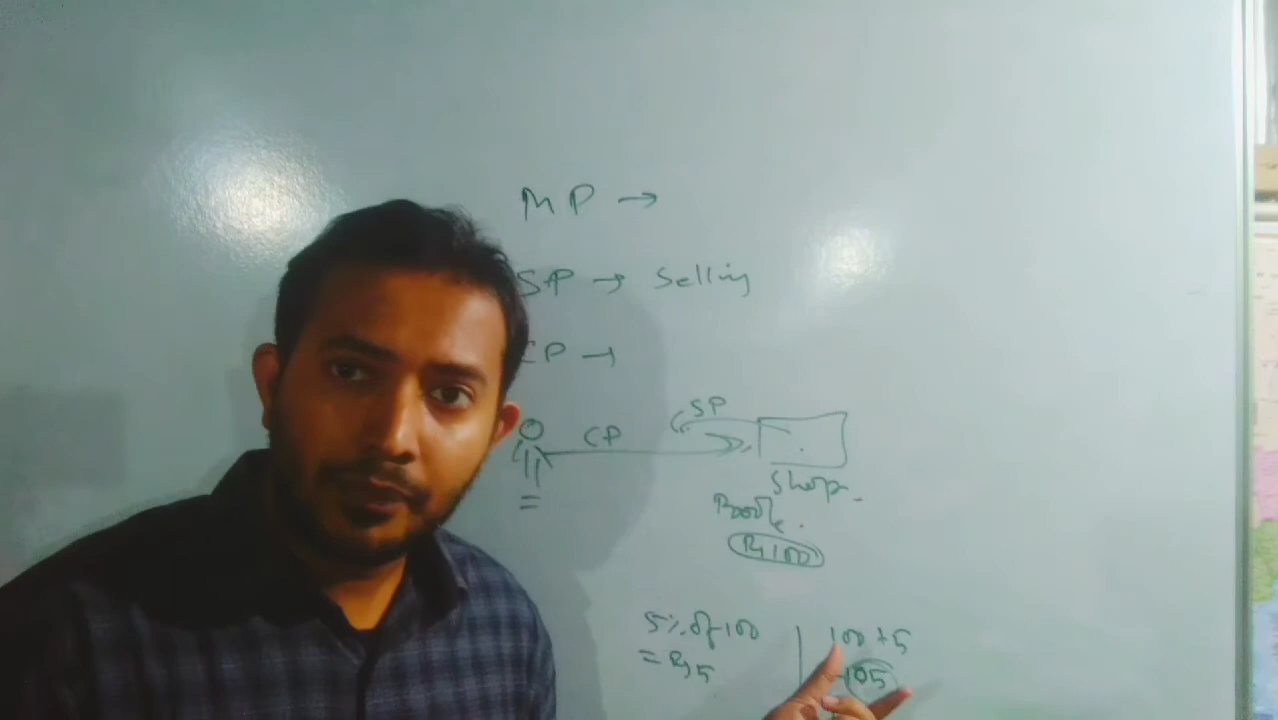 MP →
SP → Selling
CP →
SP
CP
Shop.
Book.
Rs 100
5% of 100
100 + 5
= Rs 5
105